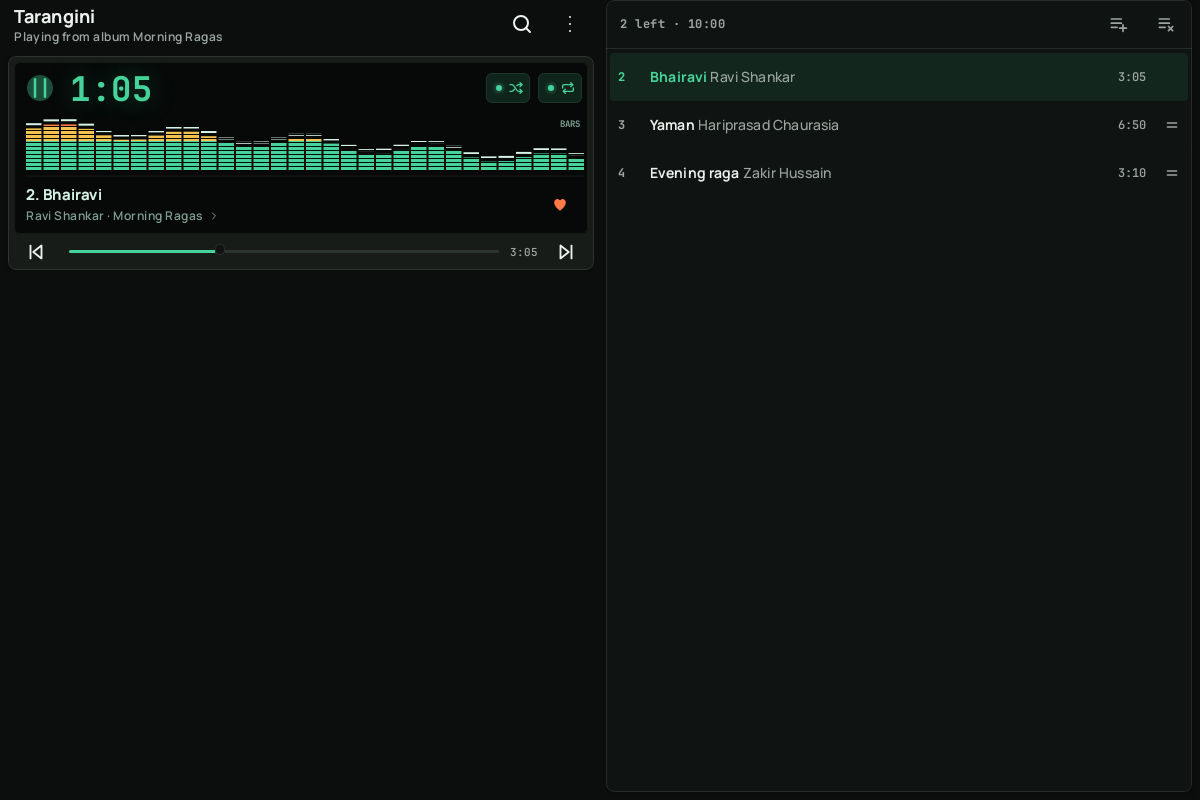 Tarangini
Playing from album Morning Ragas
1:05
BARS
2. Bhairavi
Ravi Shankar · Morning Ragas
3:05
2 left · 10:00
2 Bhairavi Ravi Shankar 3:05
3 Yaman Hariprasad Chaurasia 6:50
4 Evening raga Zakir Hussain 3:10